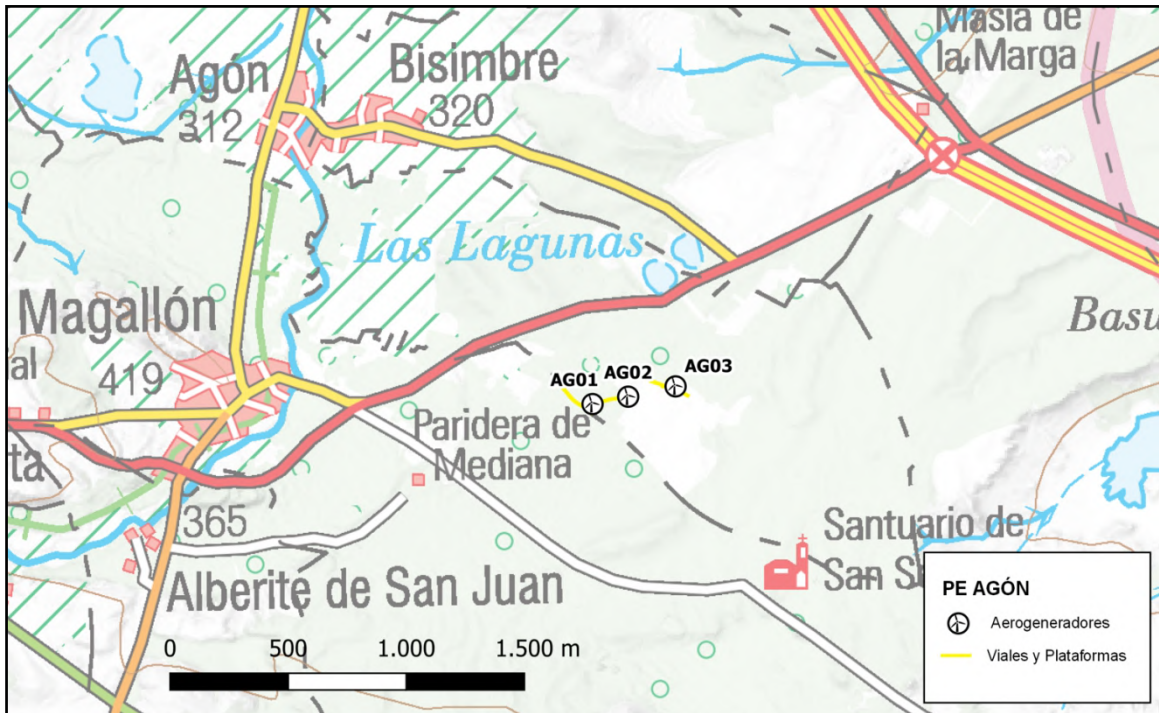 Masía de
la Marga
Agón
312
Bisimbre
320
Las Lagunas
Magallón
419
al
Basu
AG01
AG02
AG03
Paridera de
Mediana
ta
365
Santuario de
San S
Alberite de San Juan
0 500 1.000 1.500 m
PE AGÓN
Aerogeneradores
Viales y Plataformas